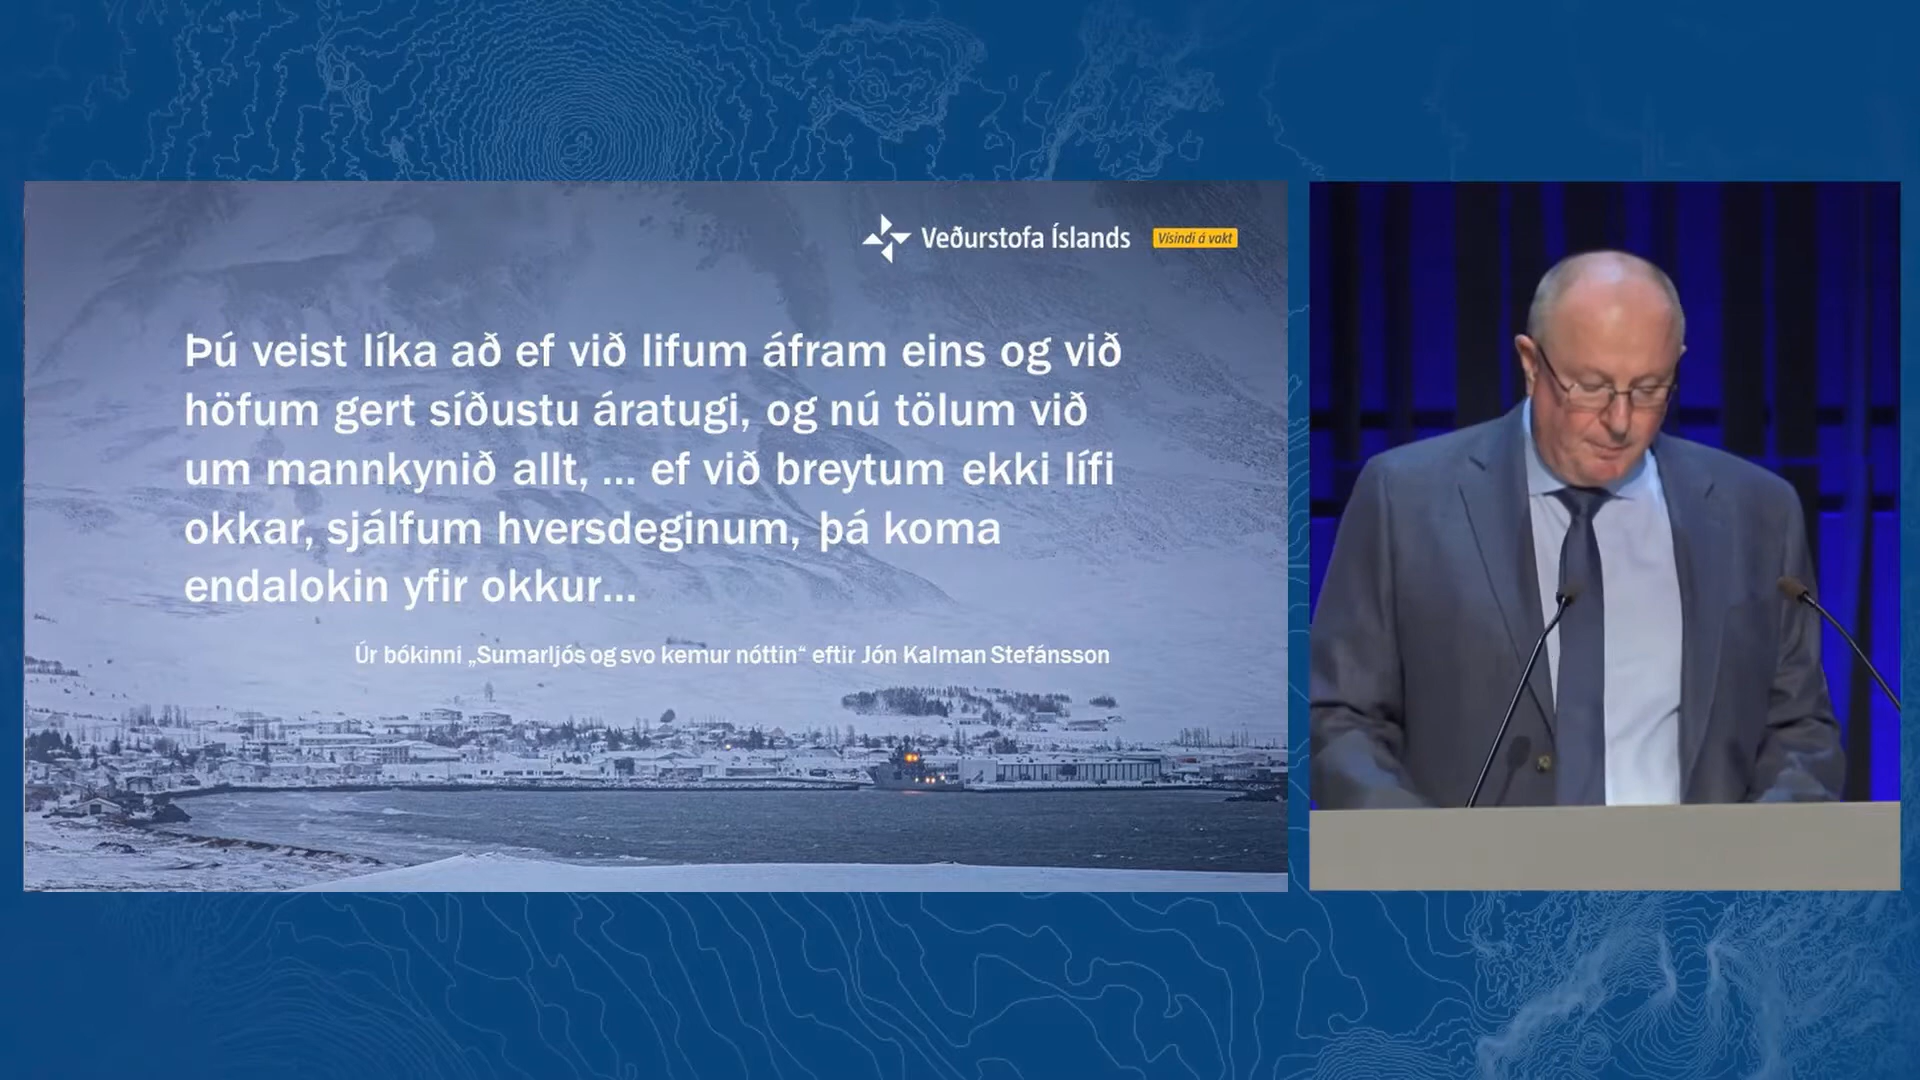 Veðurstofa Íslands
Vísindi á vakt
Þú veist líka að ef við lifum áfram eins og við
höfum gert síðustu áratugi, og nú tölum við
um mannkynið allt, ... ef við breytum ekki lífi
okkar, sjálfum hversdeginum, þá koma
endalokin yfir okkur...
Úr bókinni „Sumarljós og svo kemur nóttin“ eftir Jón Kalman Stefánsson